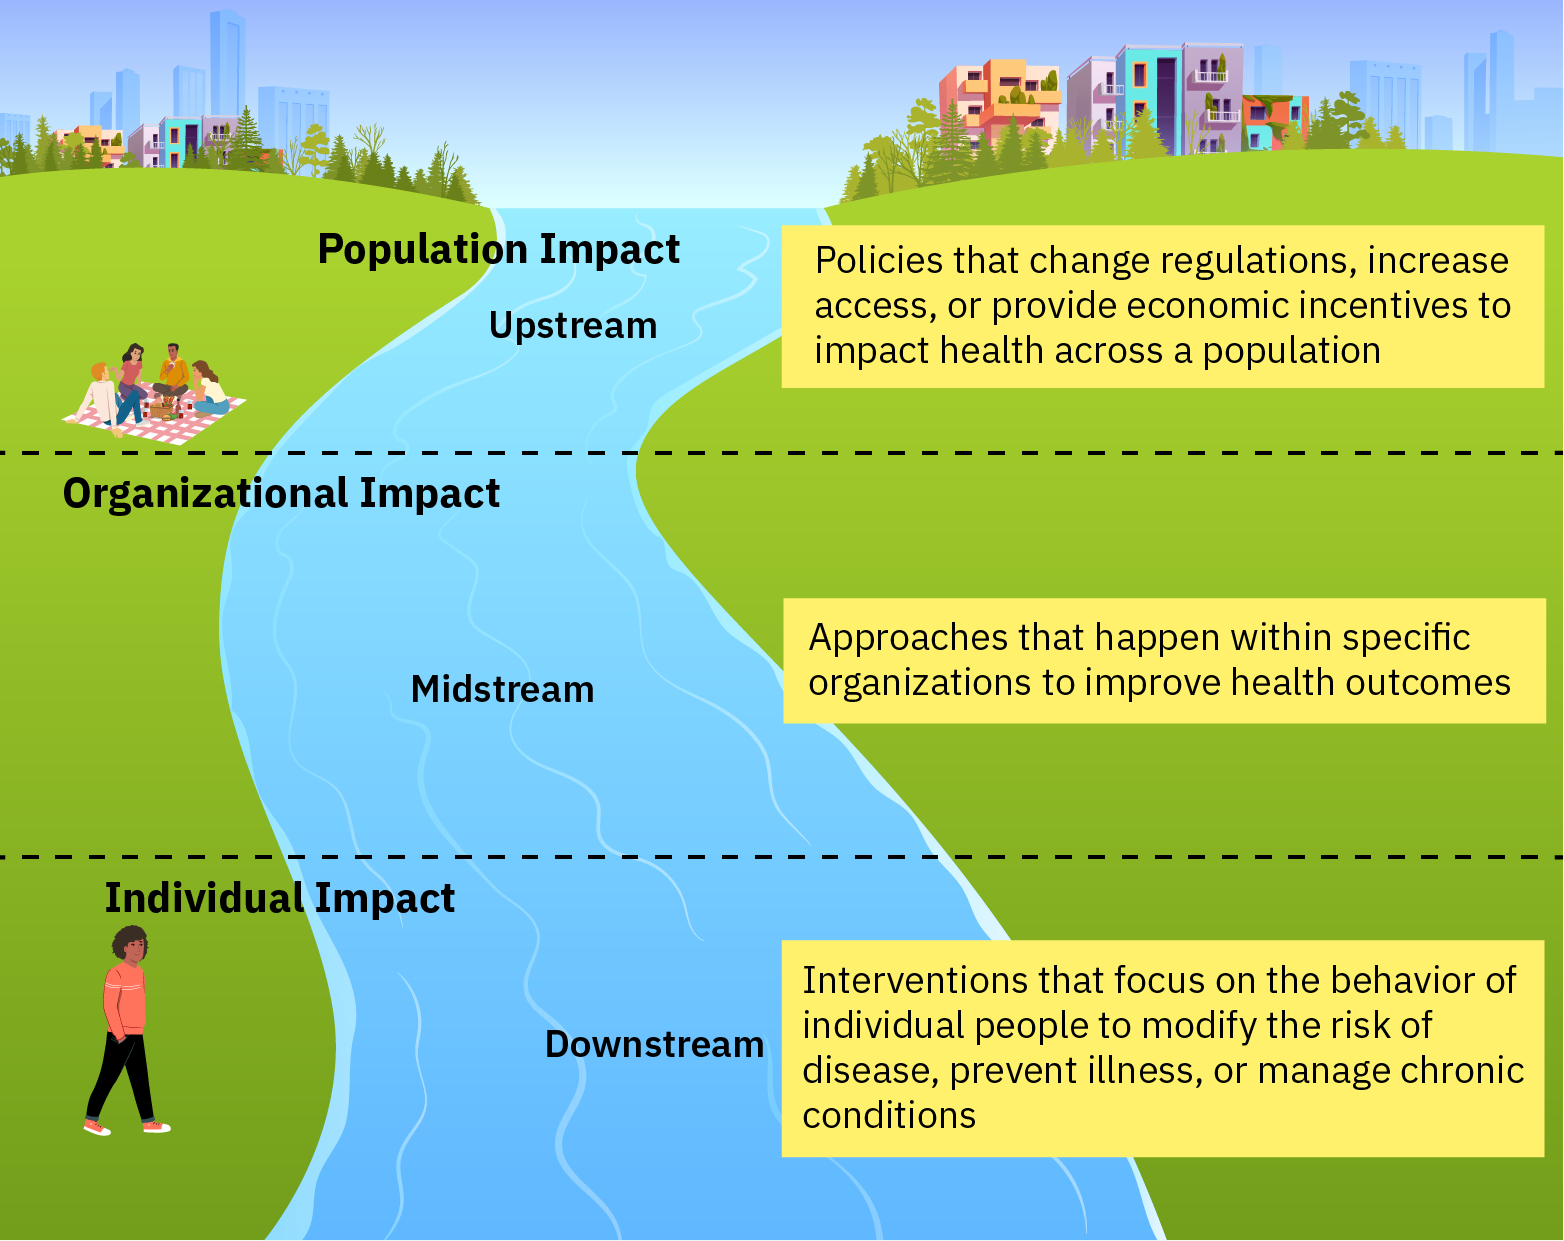 Population Impact
Upstream
Policies that change regulations, increase
access, or provide economic incentives to
impact health across a population
Organizational Impact
Midstream
Approaches that happen within specific
organizations to improve health outcomes
Individual Impact
Downstream
Interventions that focus on the behavior of
individual people to modify the risk of
disease, prevent illness, or manage chronic
conditions